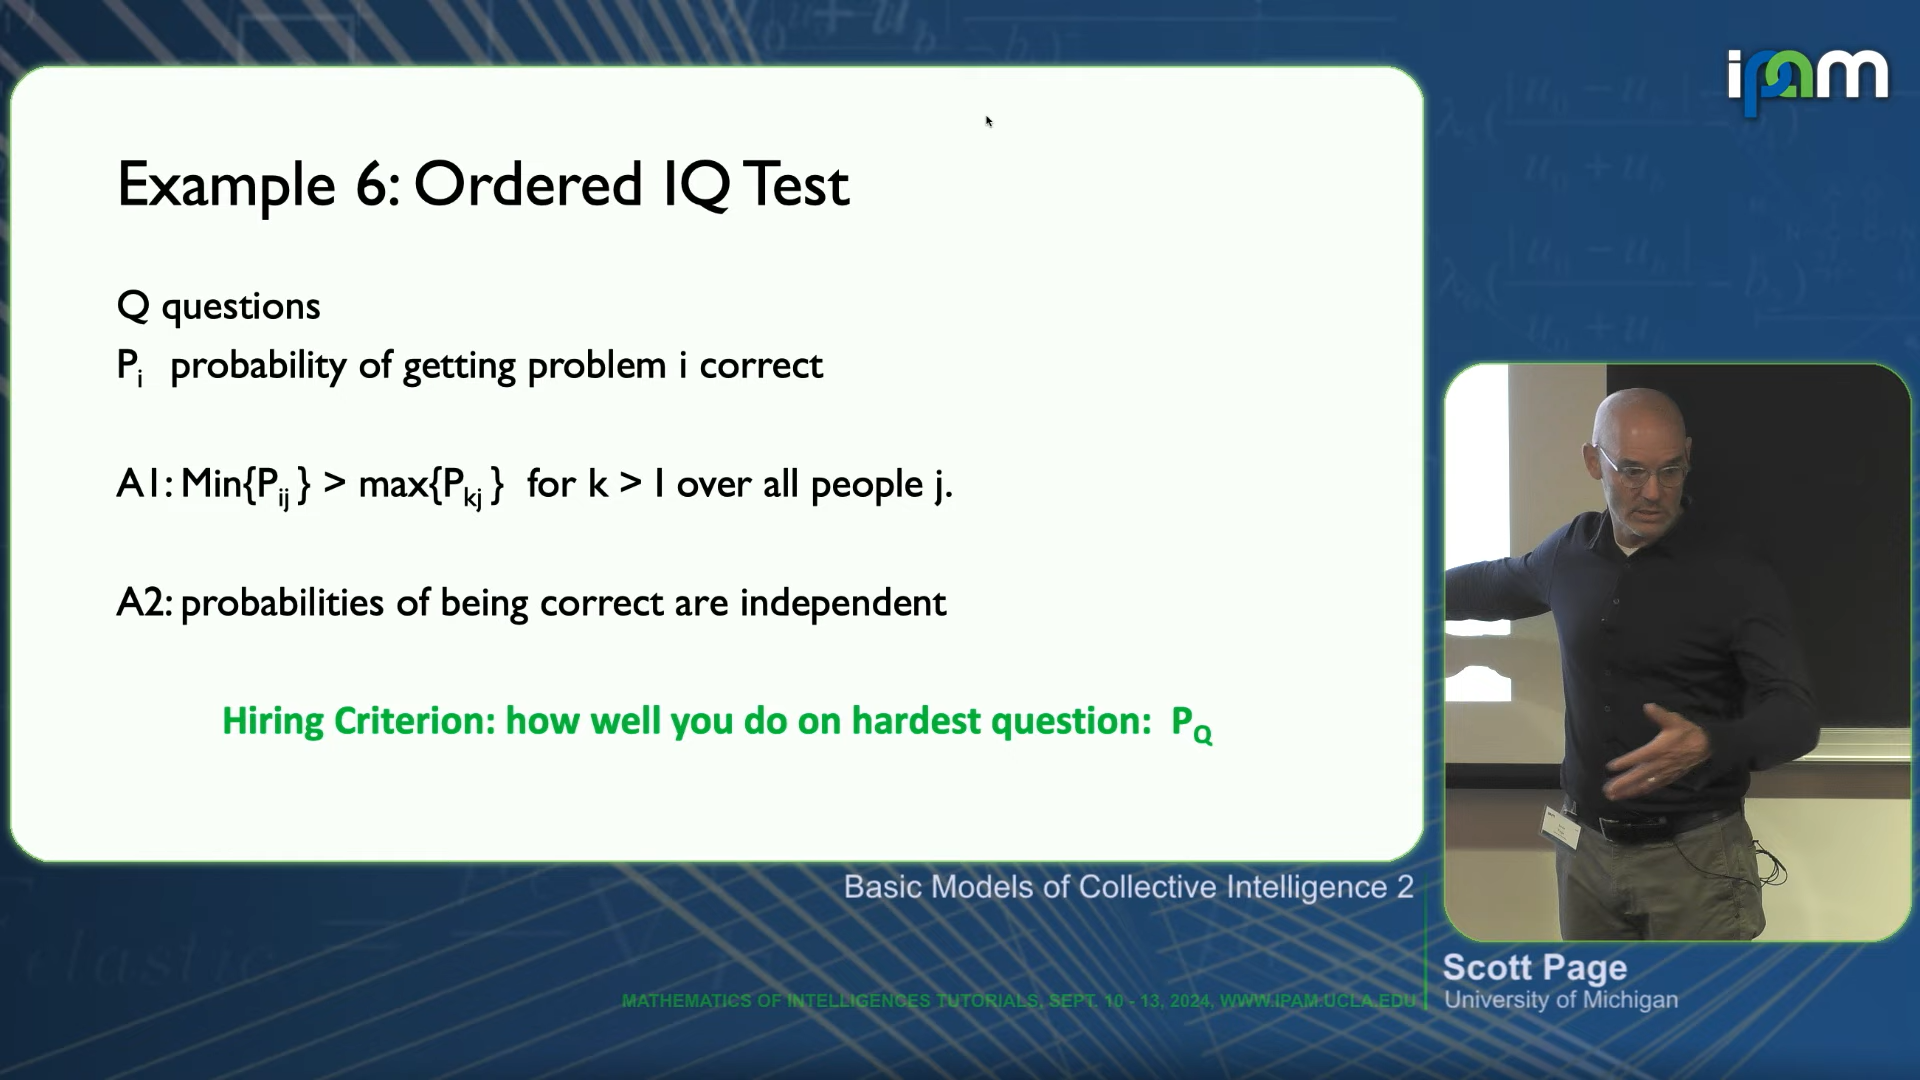 ipam
Example 6: Ordered IQ Test
Q questions
Pi probability of getting problem i correct
A1: Min{Pij } > max{Pkj } for k > I over all people j.
A2: probabilities of being correct are independent
Hiring Criterion: how well you do on hardest question: PQ
Basic Models of Collective Intelligence 2
Scott Page
University of Michigan
MATHEMATICS OF INTELLIGENCES TUTORIALS, SEPT. 10 - 13, 2024, WWW.IPAM.UCLA.EDU
elastic